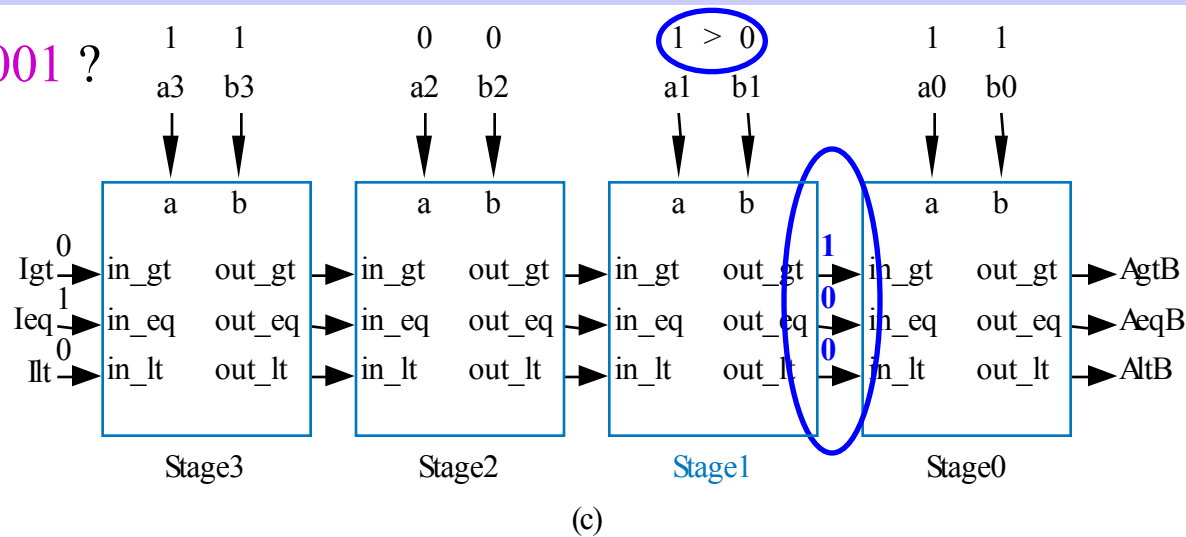 001 ?
1 1 0 0 1 > 0 1 1
a3 b3 a2 b2 a1 b1 a0 b0
a b a b a b a b
0 1
Igt in_gt out_gt in_gt out_gt in_gt out_gt in_gt out_gt AgtB
1 0
Ieq in_eq out_eq in_eq out_eq in_eq out_eq in_eq out_eq AeqB
0 0
Ilt in_lt out_lt in_lt out_lt in_lt out_lt in_lt out_lt AltB
Stage3 Stage2 Stage1 Stage0
(c)